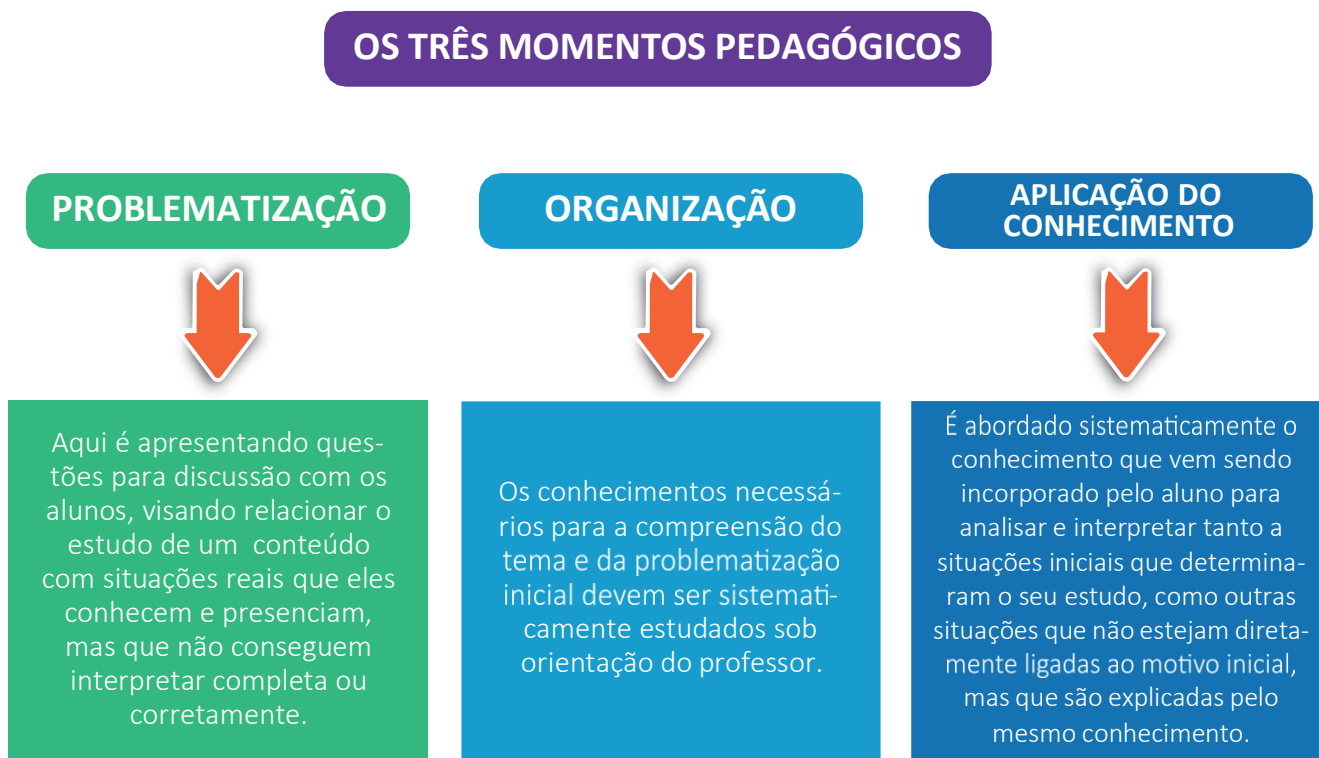 OS TRÊS MOMENTOS PEDAGÓGICOS
PROBLEMATIZAÇÃO
Aqui é apresentando ques-
tões para discussão com os
alunos, visando relacionar o
estudo de um conteúdo
com situações reais que eles
conhecem e presenciam,
mas que não conseguem
interpretar completa ou
corretamente.
ORGANIZAÇÃO
Os conhecimentos necessá-
rios para a compreensão do
tema e da problematização
inicial devem ser sistemati-
camente estudados sob
orientação do professor.
APLICAÇÃO DO
CONHECIMENTO
É abordado sistematicamente o
conhecimento que vem sendo
incorporado pelo aluno para
analisar e interpretar tanto a
situações iniciais que determina-
ram o seu estudo, como outras
situações que não estejam direta-
mente ligadas ao motivo inicial,
mas que são explicadas pelo
mesmo conhecimento.